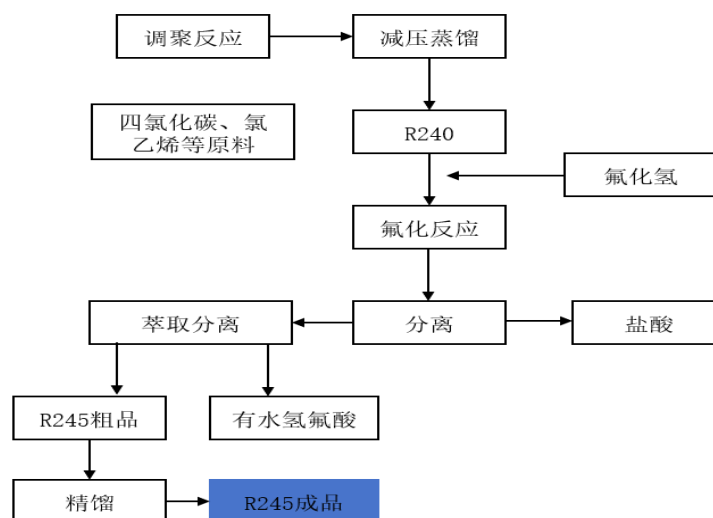 调聚反应
减压蒸馏
四氯化碳、氯
乙烯等原料
R240
氟化氢
氟化反应
萃取分离
分离
盐酸
R245粗品
有水氢氟酸
精馏
R245成品